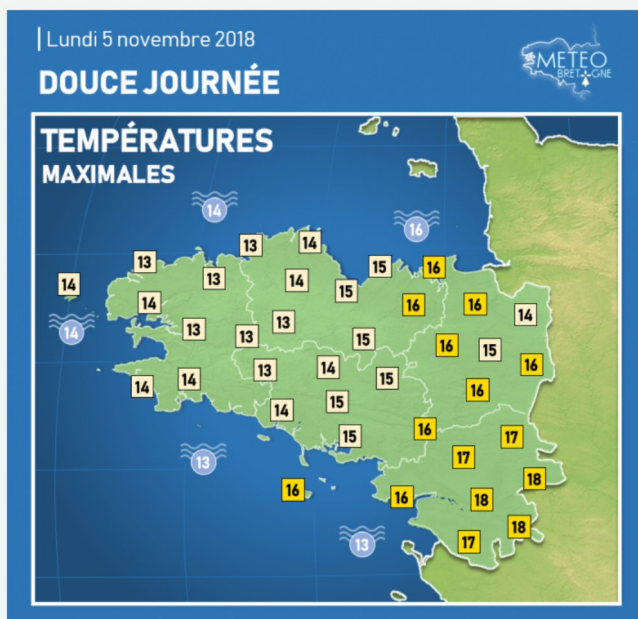 Lundi 5 novembre 2018
METEO
BRETAGNE
DOUCE JOURNÉE
TEMPÉRATURES
MAXIMALES
14
16
13 14
13
13 14 15 16
14
14 15 16 16
14
14
13 13 13
15 16 15
16
13 14 15
14 14
16
14 15
16 17
15
17
13
18
16 16 18
18
13 17